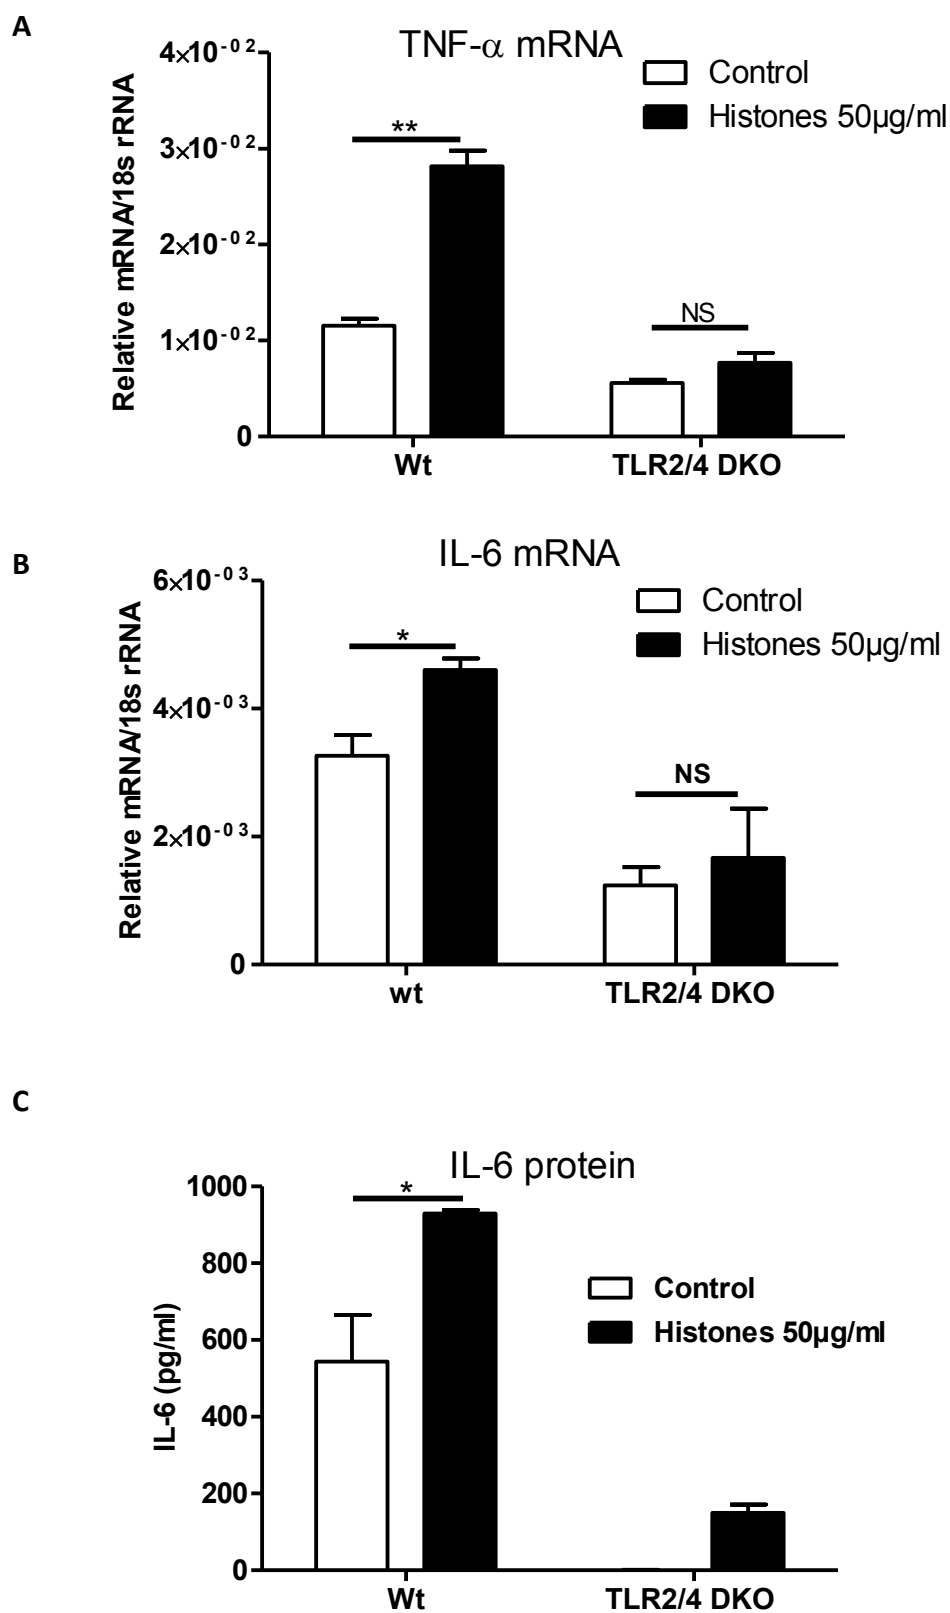 A
TNF-α mRNA
Control
Histones 50µg/ml
Relative mRNA/18s rRNA
4×10⁻⁰²
3×10⁻⁰²
2×10⁻⁰²
1×10⁻⁰²
0
**
NS
Wt
TLR2/4 DKO
B
IL-6 mRNA
Control
Histones 50µg/ml
Relative mRNA/18s rRNA
6×10⁻⁰³
4×10⁻⁰³
2×10⁻⁰³
0
*
NS
wt
TLR2/4 DKO
C
IL-6 protein
Control
Histones 50µg/ml
IL-6 (pg/ml)
1000
800
600
400
200
0
*
Wt
TLR2/4 DKO